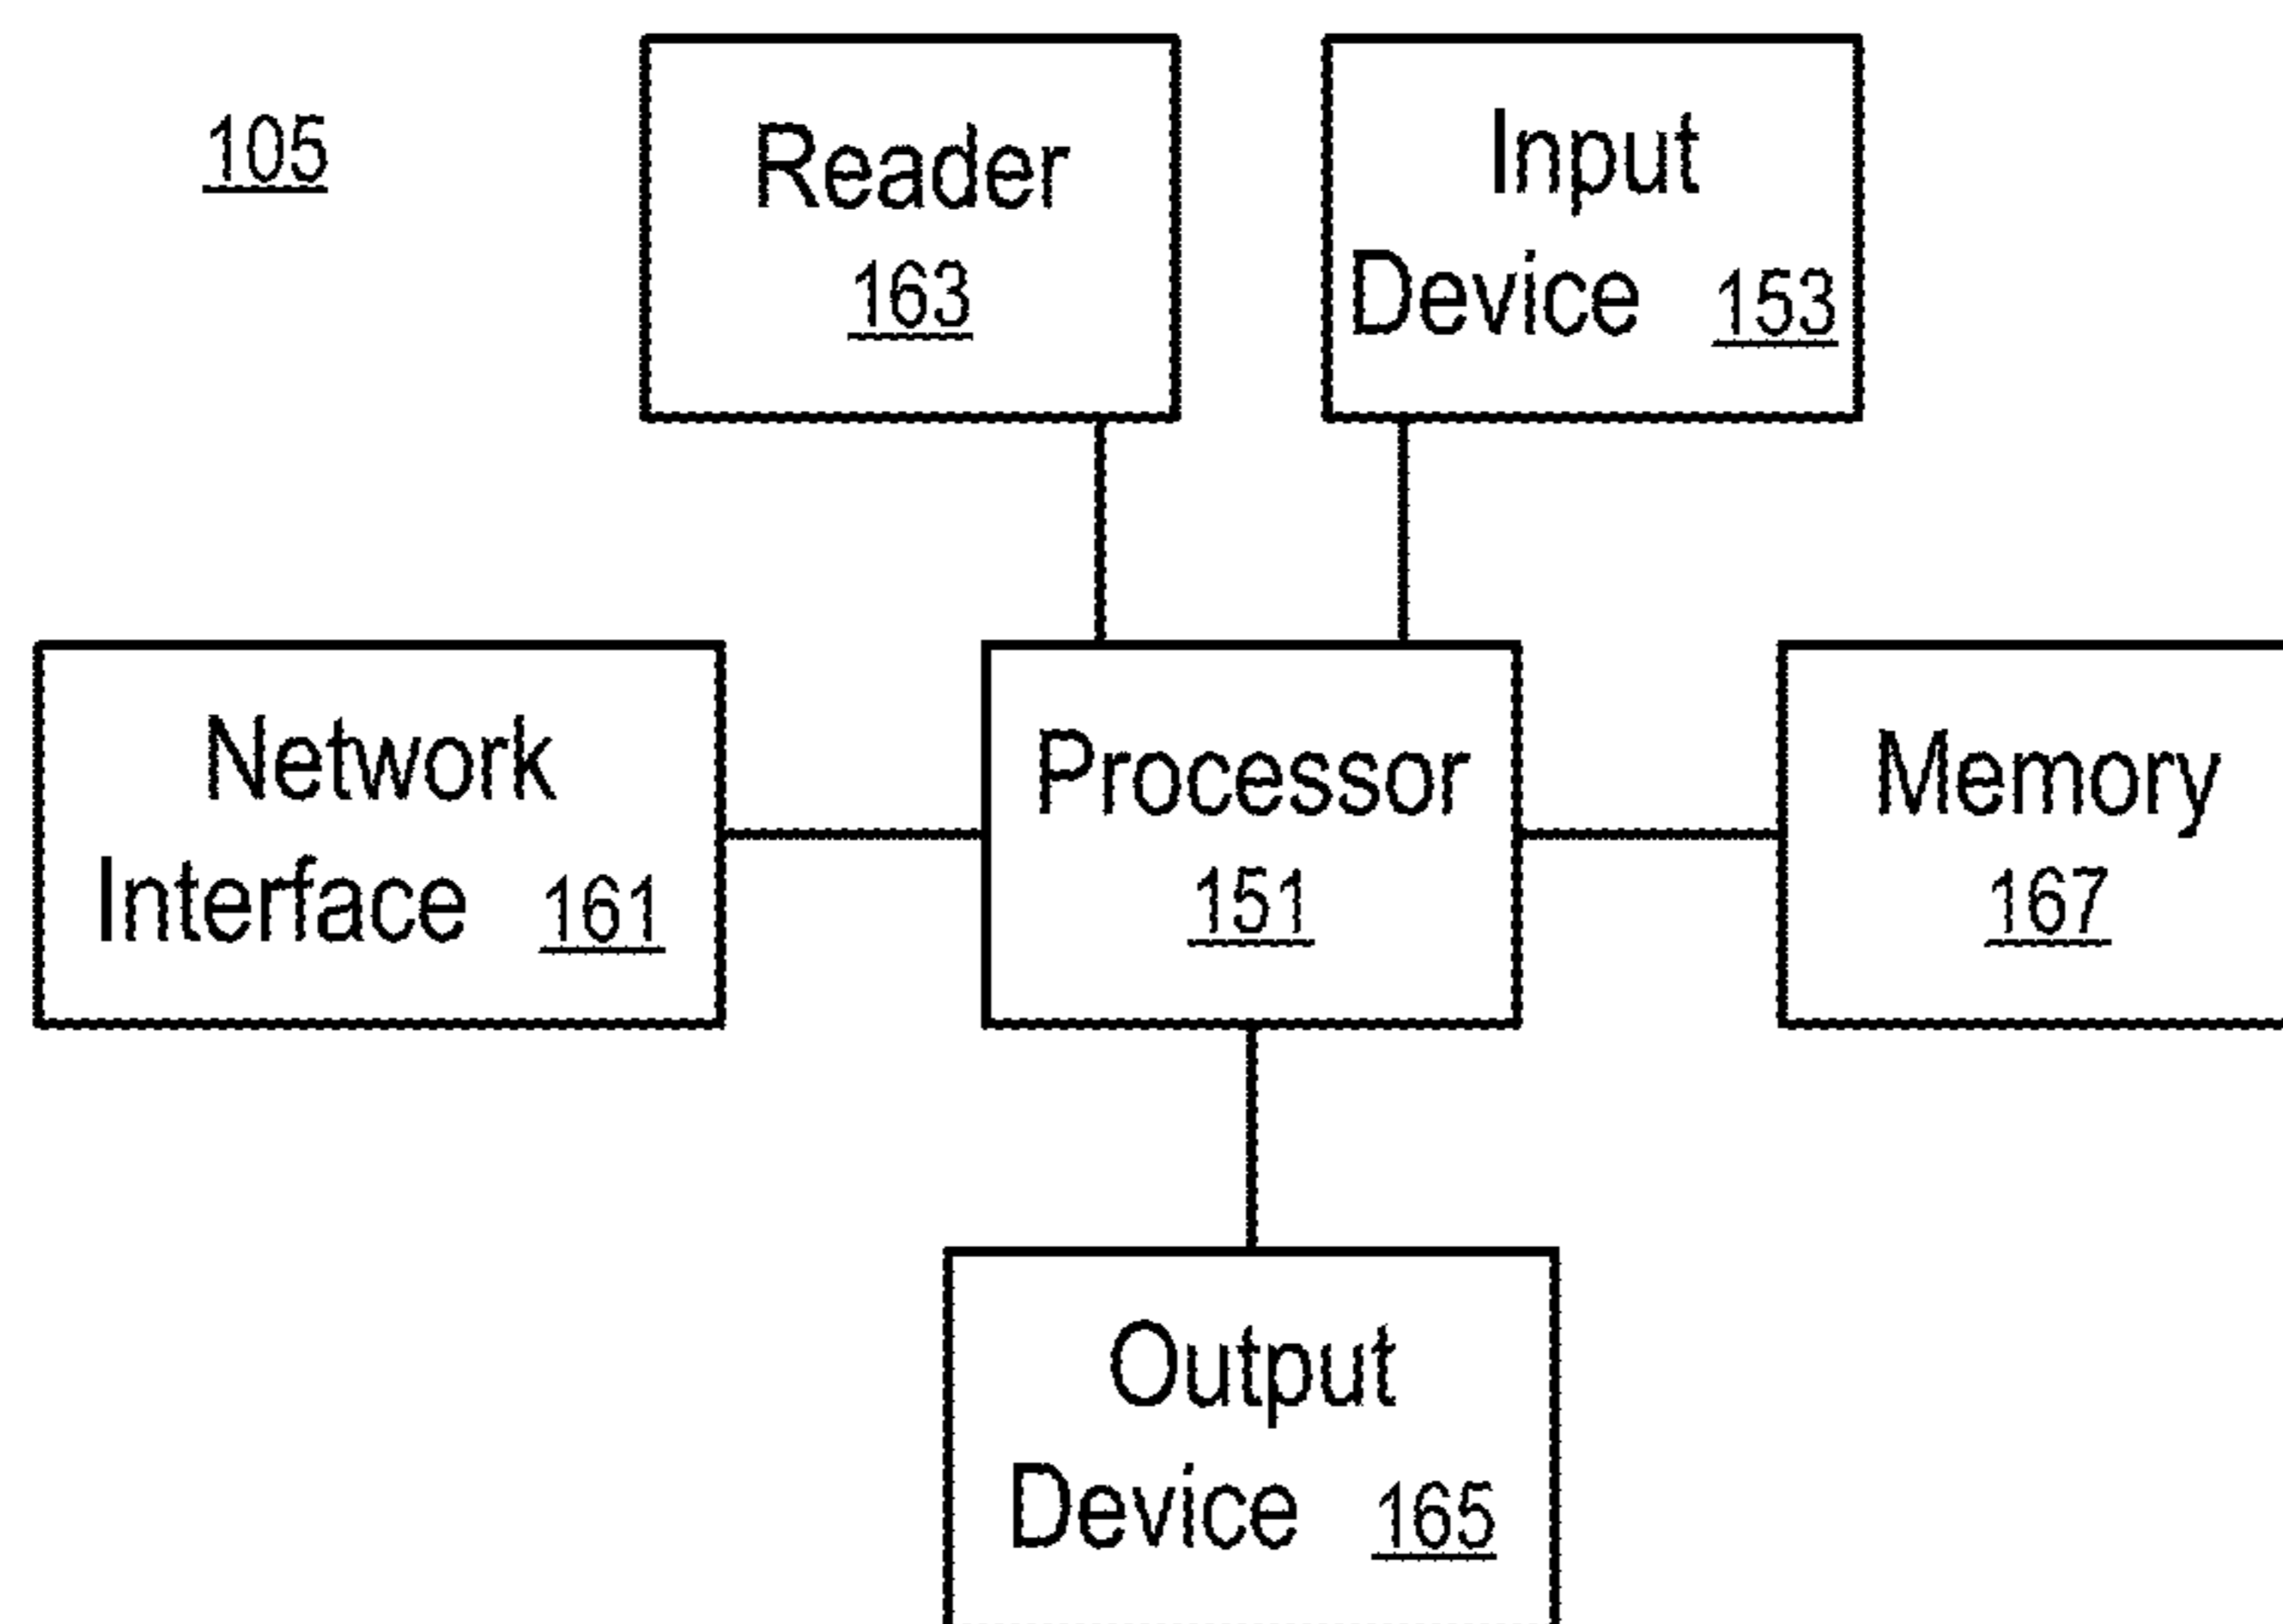 105
Reader
163
Input
Device 153
Network
Interface 161
Processor
151
Memory
167
Output
Device 165